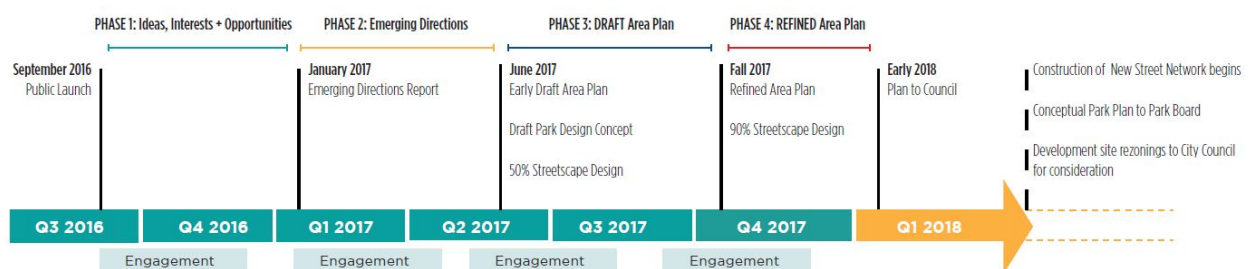 PHASE 1: Ideas, Interests + Opportunities
PHASE 2: Emerging Directions
PHASE 3: DRAFT Area Plan
PHASE 4: REFINED Area Plan
September 2016
Public Launch
January 2017
Emerging Directions Report
June 2017
Early Draft Area Plan
Draft Park Design Concept
50% Streetscape Design
Fall 2017
Refined Area Plan
90% Streetscape Design
Early 2018
Plan to Council
Construction of New Street Network begins
Conceptual Park Plan to Park Board
Development site rezonings to City Council
for consideration
Q3 2016
Q4 2016
Q1 2017
Q2 2017
Q3 2017
Q4 2017
Q1 2018
Engagement
Engagement
Engagement
Engagement